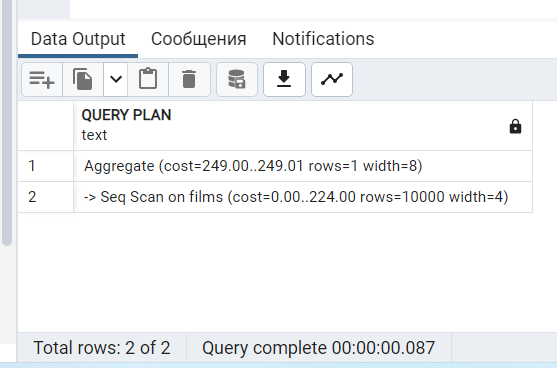 Data Output Сообщения Notifications
QUERY PLAN
text
1 Aggregate (cost=249.00..249.01 rows=1 width=8)
2 -> Seq Scan on films (cost=0.00..224.00 rows=10000 width=4)
Total rows: 2 of 2 Query complete 00:00:00.087